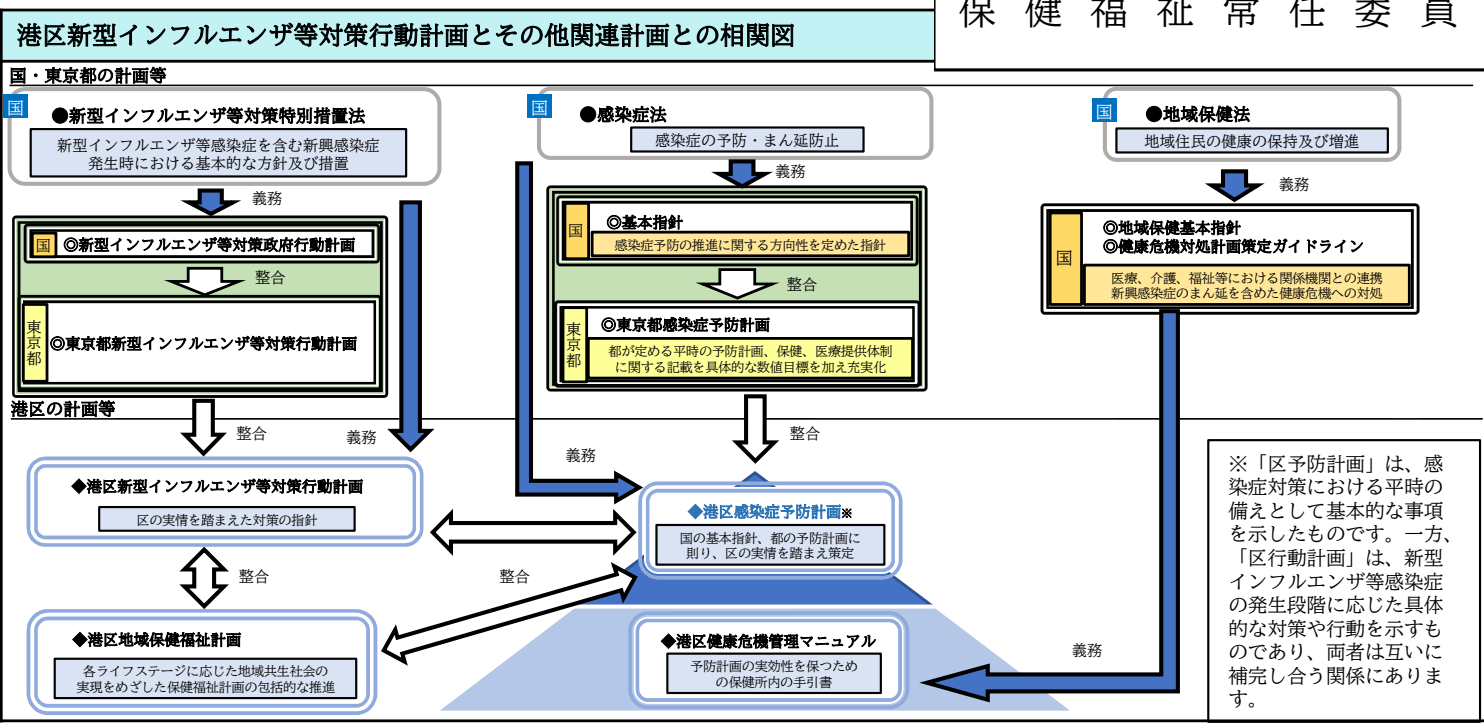 保健福祉常任委員
港区新型インフルエンザ等対策行動計画とその他関連計画との相関図
国・東京都の計画等
国
●新型インフルエンザ等対策特別措置法
新型インフルエンザ等感染症を含む新興感染症
発生時における基本的な方針及び措置
義務
国
◎新型インフルエンザ等対策政府行動計画
整合
東京都
◎東京都新型インフルエンザ等対策行動計画
国
●感染症法
感染症の予防・まん延防止
義務
国
◎基本指針
感染症予防の推進に関する方向性を定めた指針
整合
東京都
◎東京都感染症予防計画
都が定める平時の予防計画、保健、医療提供体制
に関する記載を具体的な数値目標を加え充実化
国
●地域保健法
地域住民の健康の保持及び増進
義務
国
◎地域保健基本指針
◎健康危機対処計画策定ガイドライン
医療、介護、福祉等における関係機関との連携
新興感染症のまん延を含めた健康危機への対処
港区の計画等
整合
義務
◆港区新型インフルエンザ等対策行動計画
区の実情を踏まえた対策の指針
整合
◆港区地域保健福祉計画
各ライフステージに応じた地域共生社会の
実現をめざした保健福祉計画の包括的な推進
整合
義務
整合
◆港区感染症予防計画※
国の基本指針、都の予防計画に
則り、区の実情を踏まえ策定
◆港区健康危機管理マニュアル
予防計画の実効性を保つため
の保健所内の手引書
義務
※「区予防計画」は、感
染症対策における平時の
備えとして基本的な事項
を示したものです。一方、
「区行動計画」は、新型
インフルエンザ等感染症
の発生段階に応じた具体
的な対策や行動を示すも
のであり、両者は互いに
補完し合う関係にありま
す。